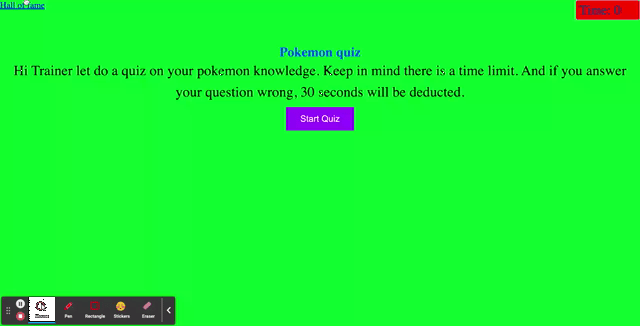 Hall of fame
Time: 0
Pokemon quiz
Hi Trainer let do a quiz on your pokemon knowledge. Keep in mind there is a time limit. And if you answer
your question wrong, 30 seconds will be deducted.
Start Quiz
Mouse Pen Rectangle Stickers Eraser